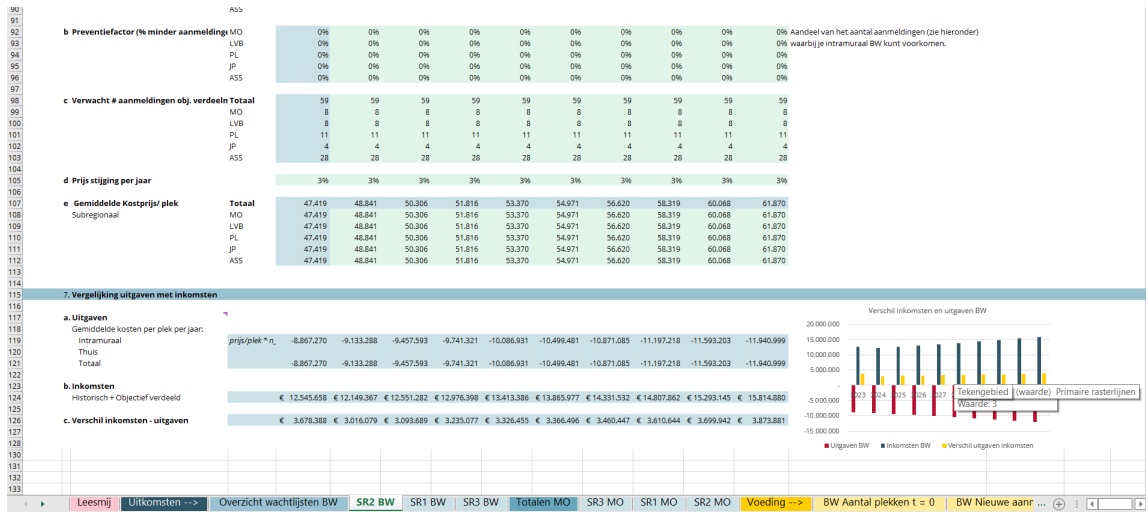 90 ASS
91
92 b Preventiefactor (% minder aanmeldinge MO 0% 0% 0% 0% 0% 0% 0% 0% 0% 0% Aandeel van het aantal aanmeldingen (zie hieronder)
93 LVB 0% 0% 0% 0% 0% 0% 0% 0% 0% 0% waarbij je intramuraal BW kunt voorkomen.
94 PL 0% 0% 0% 0% 0% 0% 0% 0% 0% 0%
95 JP 0% 0% 0% 0% 0% 0% 0% 0% 0% 0%
96 ASS 0% 0% 0% 0% 0% 0% 0% 0% 0% 0%
97
98 c Verwacht # aanmeldingen obj. verdeeln Totaal 59 59 59 59 59 59 59 59 59 59
99 MO 8 8 8 8 8 8 8 8 8 8
100 LVB 8 8 8 8 8 8 8 8 8 8
101 PL 11 11 11 11 11 11 11 11 11 11
102 JP 4 4 4 4 4 4 4 4 4 4
103 ASS 28 28 28 28 28 28 28 28 28 28
104
105 d Prijs stijging per jaar 3% 3% 3% 3% 3% 3% 3% 3% 3% 3%
106
107 e Gemiddelde Kostprijs/ plek Totaal 47.419 48.841 50.306 51.816 53.370 54.971 56.620 58.319 60.068 61.870
108 Subregionaal MO 47.419 48.841 50.306 51.816 53.370 54.971 56.620 58.319 60.068 61.870
109 LVB 47.419 48.841 50.306 51.816 53.370 54.971 56.620 58.319 60.068 61.870
110 PL 47.419 48.841 50.306 51.816 53.370 54.971 56.620 58.319 60.068 61.870
111 JP 47.419 48.841 50.306 51.816 53.370 54.971 56.620 58.319 60.068 61.870
112 ASS 47.419 48.841 50.306 51.816 53.370 54.971 56.620 58.319 60.068 61.870
113
114
115 7. Vergelijking uitgaven met inkomsten
116
117 a. Uitgaven
118 Gemiddelde kosten per plek per jaar:
119 Intramuraal prijs/plek * n_ -8.867.270 -9.133.288 -9.457.593 -9.741.321 -10.086.931 -10.499.481 -10.871.085 -11.197.218 -11.593.203 -11.940.999
120 Thuis
121 Totaal -8.867.270 -9.133.288 -9.457.593 -9.741.321 -10.086.931 -10.499.481 -10.871.085 -11.197.218 -11.593.203 -11.940.999
122
123 b. Inkomsten
124 Historisch + Objectief verdeeld € 12.545.658 € 12.149.367 € 12.551.282 € 12.976.398 € 13.413.386 € 13.865.977 € 14.331.532 € 14.807.862 € 15.293.145 € 15.814.880
125
126 c. Verschil inkomsten - uitgaven € 3.678.388 € 3.016.079 € 3.093.689 € 3.235.077 € 3.326.455 € 3.366.496 € 3.460.447 € 3.610.644 € 3.699.942 € 3.873.881
130
131
132
133
Verschil inkomsten en uitgaven BW
20.000.000
15.000.000
10.000.000
5.000.000
-
-5.000.000
-10.000.000
-15.000.000
2023 2024 2025 2026 2027
Tekengebied (waarde) Primaire rasterlijnen
Waarde: 3
Uitgaven BW Inkomsten BW Verschil uitgaven inkomsten
Leesmij Uitkomsten --> Overzicht wachtlijsten BW SR2 BW SR1 BW SR3 BW Totalen MO SR3 MO SR1 MO SR2 MO Voeding --> BW Aantal plekken t = 0 BW Nieuwe aanr ...